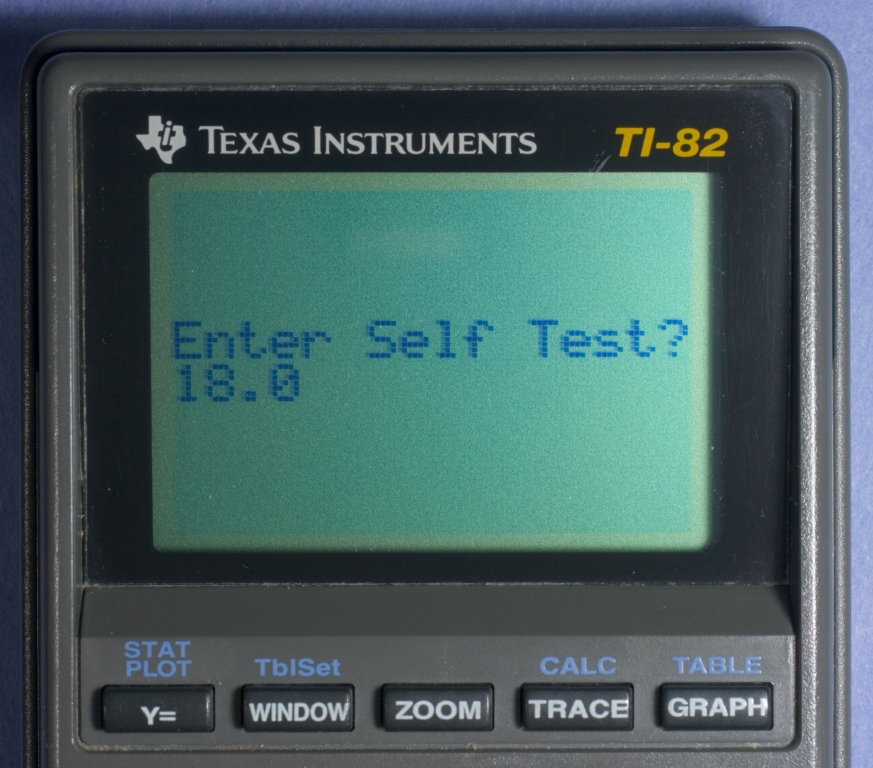 TEXAS INSTRUMENTS TI-82
Enter Self Test?
18.0
STAT PLOT TblSet CALC TABLE
Y= WINDOW ZOOM TRACE GRAPH